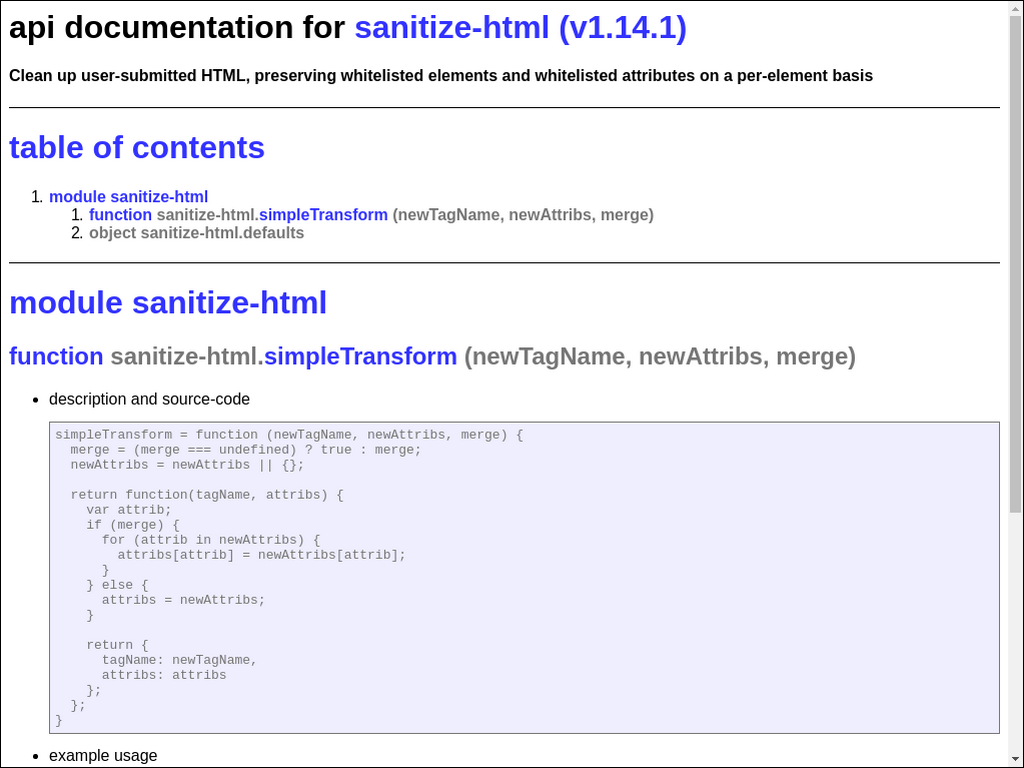 api documentation for sanitize-html (v1.14.1)
Clean up user-submitted HTML, preserving whitelisted elements and whitelisted attributes on a per-element basis
table of contents
1. module sanitize-html
1. function sanitize-html.simpleTransform (newTagName, newAttribs, merge)
2. object sanitize-html.defaults
module sanitize-html
function sanitize-html.simpleTransform (newTagName, newAttribs, merge)
• description and source-code
simpleTransform = function (newTagName, newAttribs, merge) {
  merge = (merge === undefined) ? true : merge;
  newAttribs = newAttribs || {};

  return function(tagName, attribs) {
    var attrib;
    if (merge) {
      for (attrib in newAttribs) {
        attribs[attrib] = newAttribs[attrib];
      }
    } else {
      attribs = newAttribs;
    }

    return {
      tagName: newTagName,
      attribs: attribs
    };
  };
}
• example usage